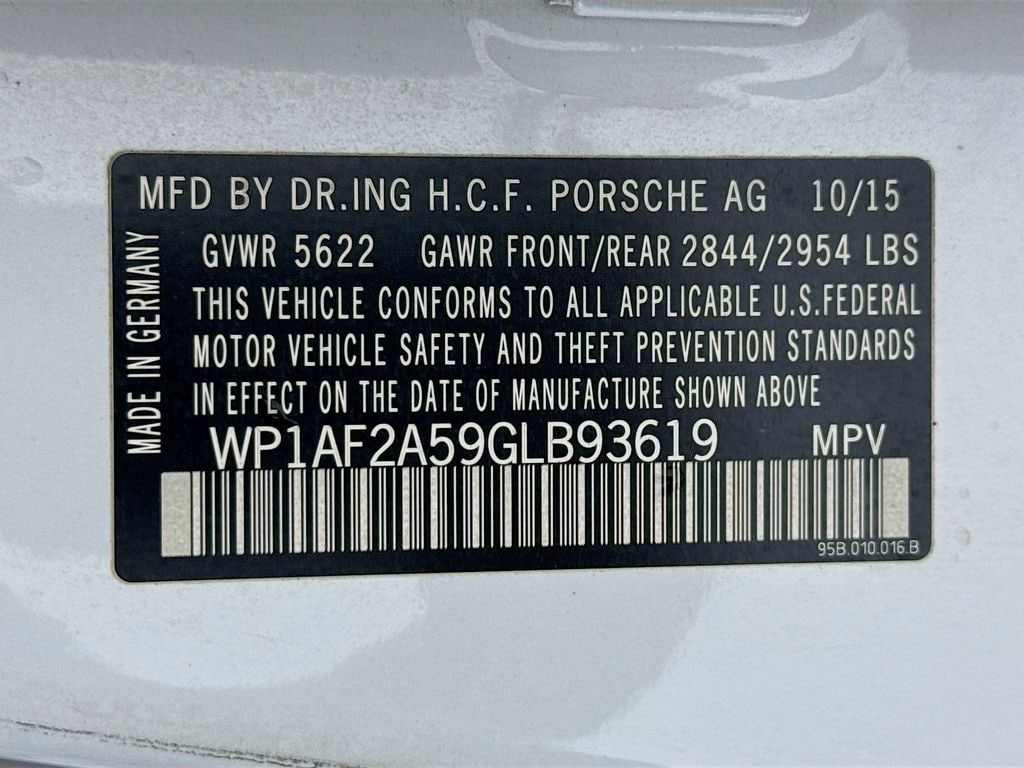 MFD BY DR.ING H.C.F. PORSCHE AG 10/15
GVWR 5622 GAWR FRONT/REAR 2844/2954 LBS
THIS VEHICLE CONFORMS TO ALL APPLICABLE U.S.FEDERAL
MOTOR VEHICLE SAFETY AND THEFT PREVENTION STANDARDS
IN EFFECT ON THE DATE OF MANUFACTURE SHOWN ABOVE
MADE IN GERMANY
WP1AF2A59GLB93619 MPV
95B.010.016.B